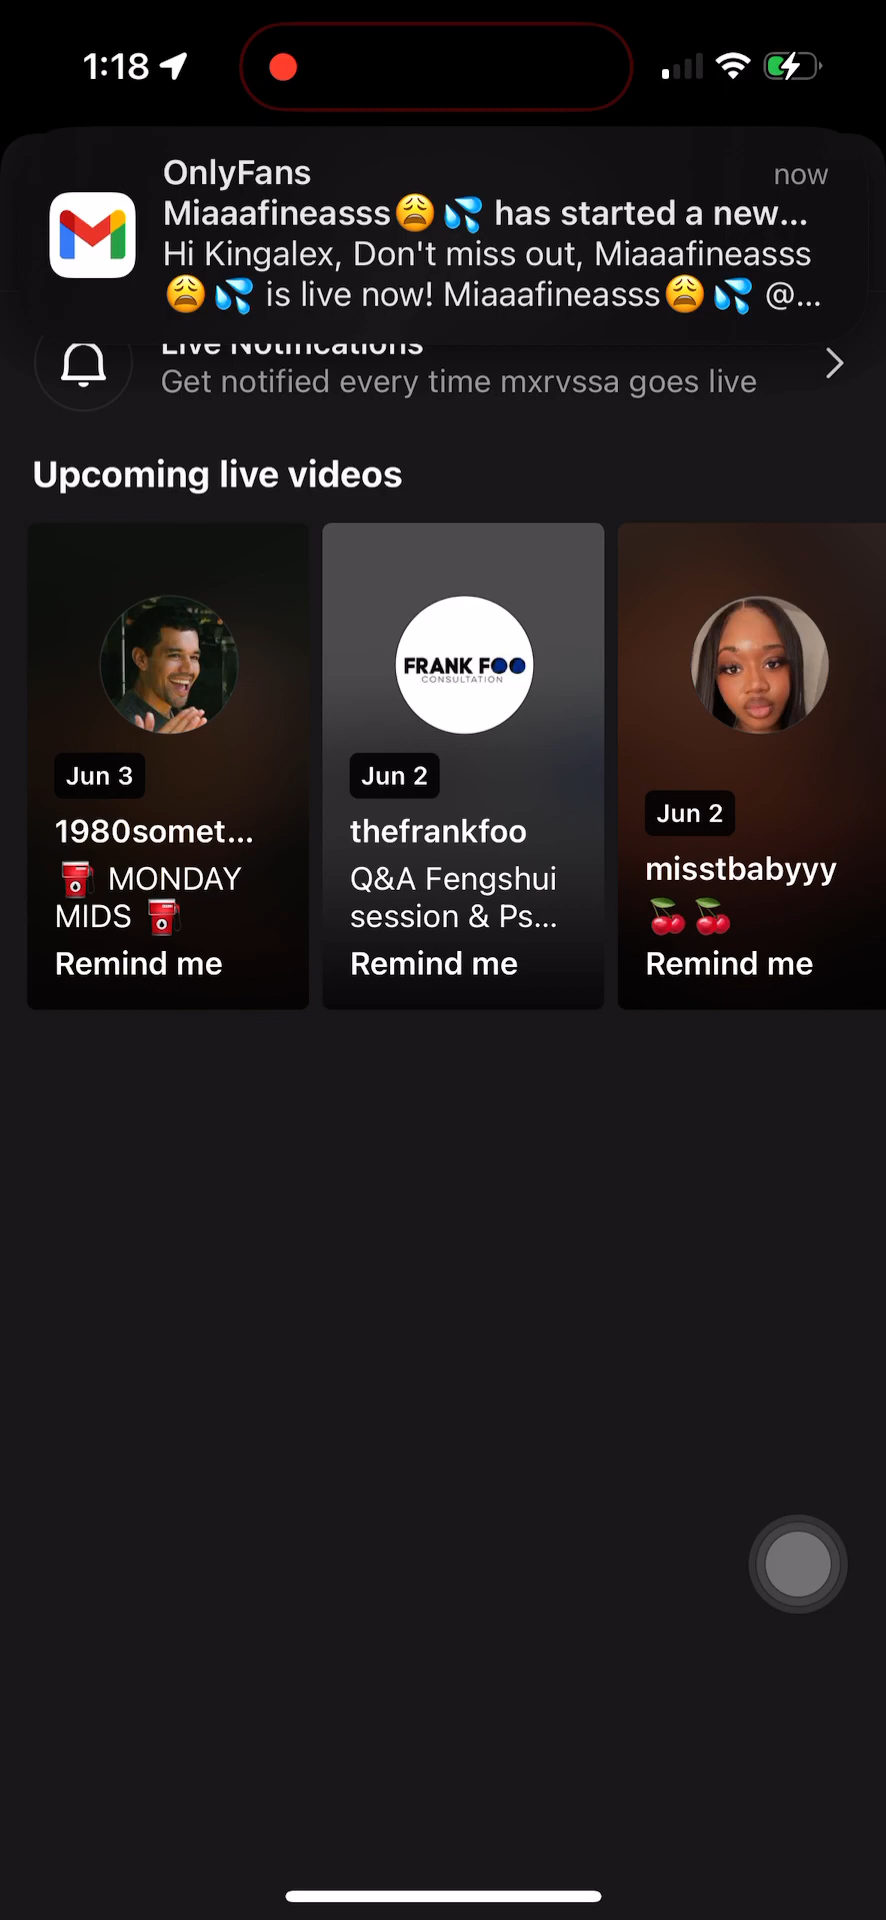 1:18
OnlyFans
now
Miaaafineasss😩💦 has started a new...
Hi Kingalex, Don't miss out, Miaaafineasss
😩💦 is live now! Miaaafineasss😩💦 @...
Live Notifications
Get notified every time mxrvssa goes live
Upcoming live videos
Jun 3
1980somet...
⛽ MONDAY
MIDS ⛽
Remind me
FRANK FOO
CONSULTATION
Jun 2
thefrankfoo
Q&A Fengshui
session & Ps...
Remind me
Jun 2
misstbabyyy
🍒🍒
Remind me